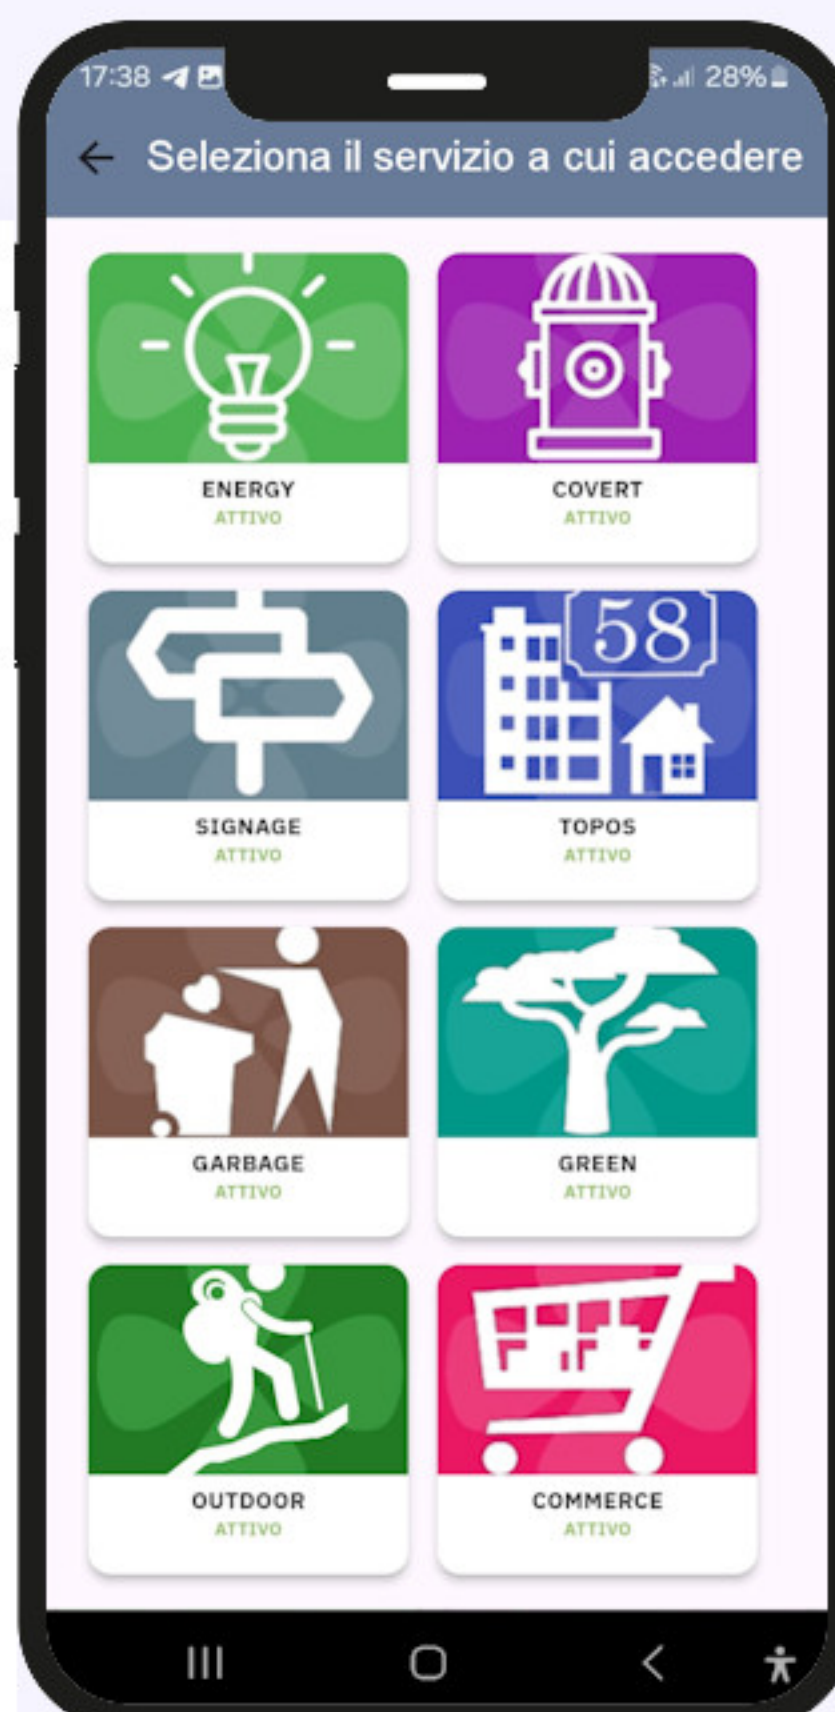 17:38 28%
Seleziona il servizio a cui accedere
ENERGY
ATTIVO
COVERT
ATTIVO
SIGNAGE
ATTIVO
58
TOPOS
ATTIVO
GARBAGE
ATTIVO
GREEN
ATTIVO
OUTDOOR
ATTIVO
COMMERCE
ATTIVO